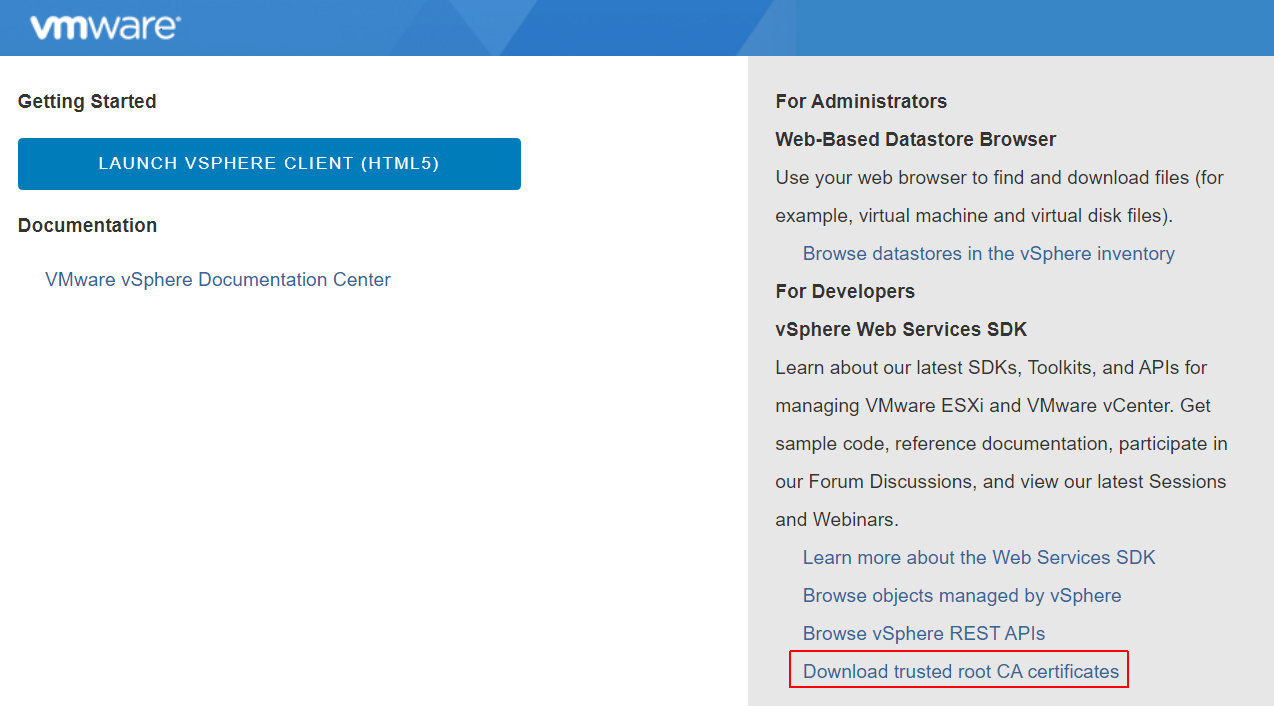 vmware®
Getting Started
LAUNCH VSPHERE CLIENT (HTML5)
Documentation
VMware vSphere Documentation Center
For Administrators
Web-Based Datastore Browser
Use your web browser to find and download files (for
example, virtual machine and virtual disk files).
Browse datastores in the vSphere inventory
For Developers
vSphere Web Services SDK
Learn about our latest SDKs, Toolkits, and APIs for
managing VMware ESXi and VMware vCenter. Get
sample code, reference documentation, participate in
our Forum Discussions, and view our latest Sessions
and Webinars.
Learn more about the Web Services SDK
Browse objects managed by vSphere
Browse vSphere REST APIs
Download trusted root CA certificates